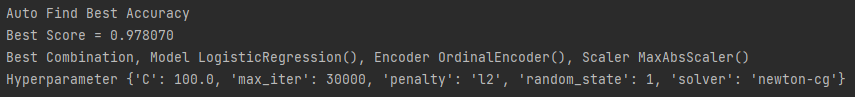 Auto Find Best Accuracy
Best Score = 0.978070
Best Combination, Model LogisticRegression(), Encoder OrdinalEncoder(), Scaler MaxAbsScaler()
Hyperparameter {'C': 100.0, 'max_iter': 30000, 'penalty': 'l2', 'random_state': 1, 'solver': 'newton-cg'}